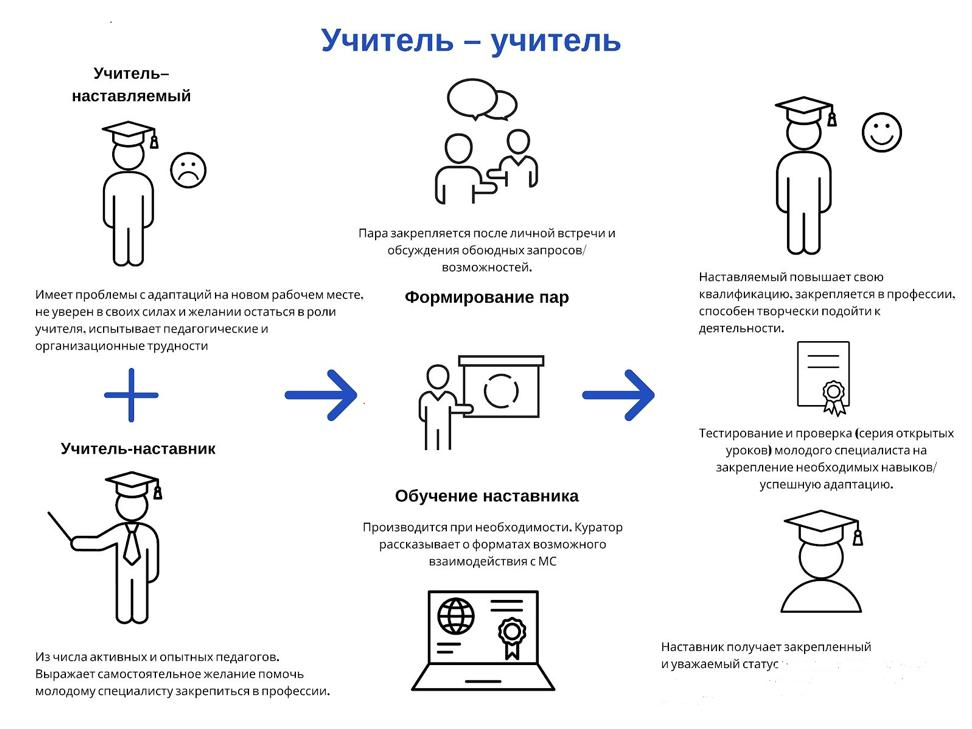 Учитель – учитель
Учитель–
наставляемый
Имеет проблемы с адаптаций на новом рабочем месте,
не уверен в своих силах и желании остаться в роли
учителя, испытывает педагогические и
организационные трудности
Учитель-наставник
Из числа активных и опытных педагогов.
Выражает самостоятельное желание помочь
молодому специалисту закрепиться в профессии.
Пара закрепляется после личной встречи и
обсуждения обоюдных запросов/
возможностей.
Формирование пар
Обучение наставника
Производится при необходимости. Куратор
рассказывает о форматах возможного
взаимодействия с МС
Наставляемый повышает свою
квалификацию, закрепляется в профессии,
способен творчески подойти к
деятельности.
Тестирование и проверка (серия открытых
уроков) молодого специалиста на
закрепление необходимых навыков/
успешную адаптацию.
Наставник получает закрепленный
и уважаемый статус